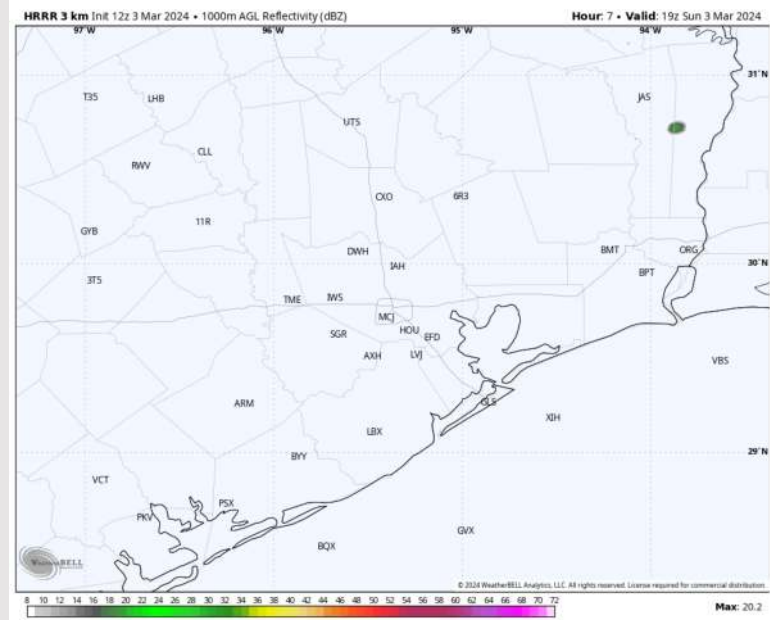 HRRR 3 km Init 12z 3 Mar 2024 • 1000m AGL Reflectivity (dBZ) Hour: 7 • Valid: 19z Sun 3 Mar 2024
97°W 96°W 95°W 94°W
31°N
T35 LHB JAS
UTS
CLL
RWV
CXO 6R3
11R
GYB
DWH BMT ORG
IAH 30°N
3T5 BPT
TME IWS
MCJ
SGR HOU EFD
AXH LVJ VBS
ARM GLS
LBX XIH
BYY 29°N
VCT
PKV PSX
BQX GVX
WEATHERBELL
© 2024 WeatherBELL Analytics, LLC. All rights reserved. License required for commercial distribution.
8 10 12 14 16 18 20 22 24 26 28 30 32 34 36 38 40 42 44 46 48 50 52 54 56 58 60 62 64 66 68 70 72 Max: 20.2